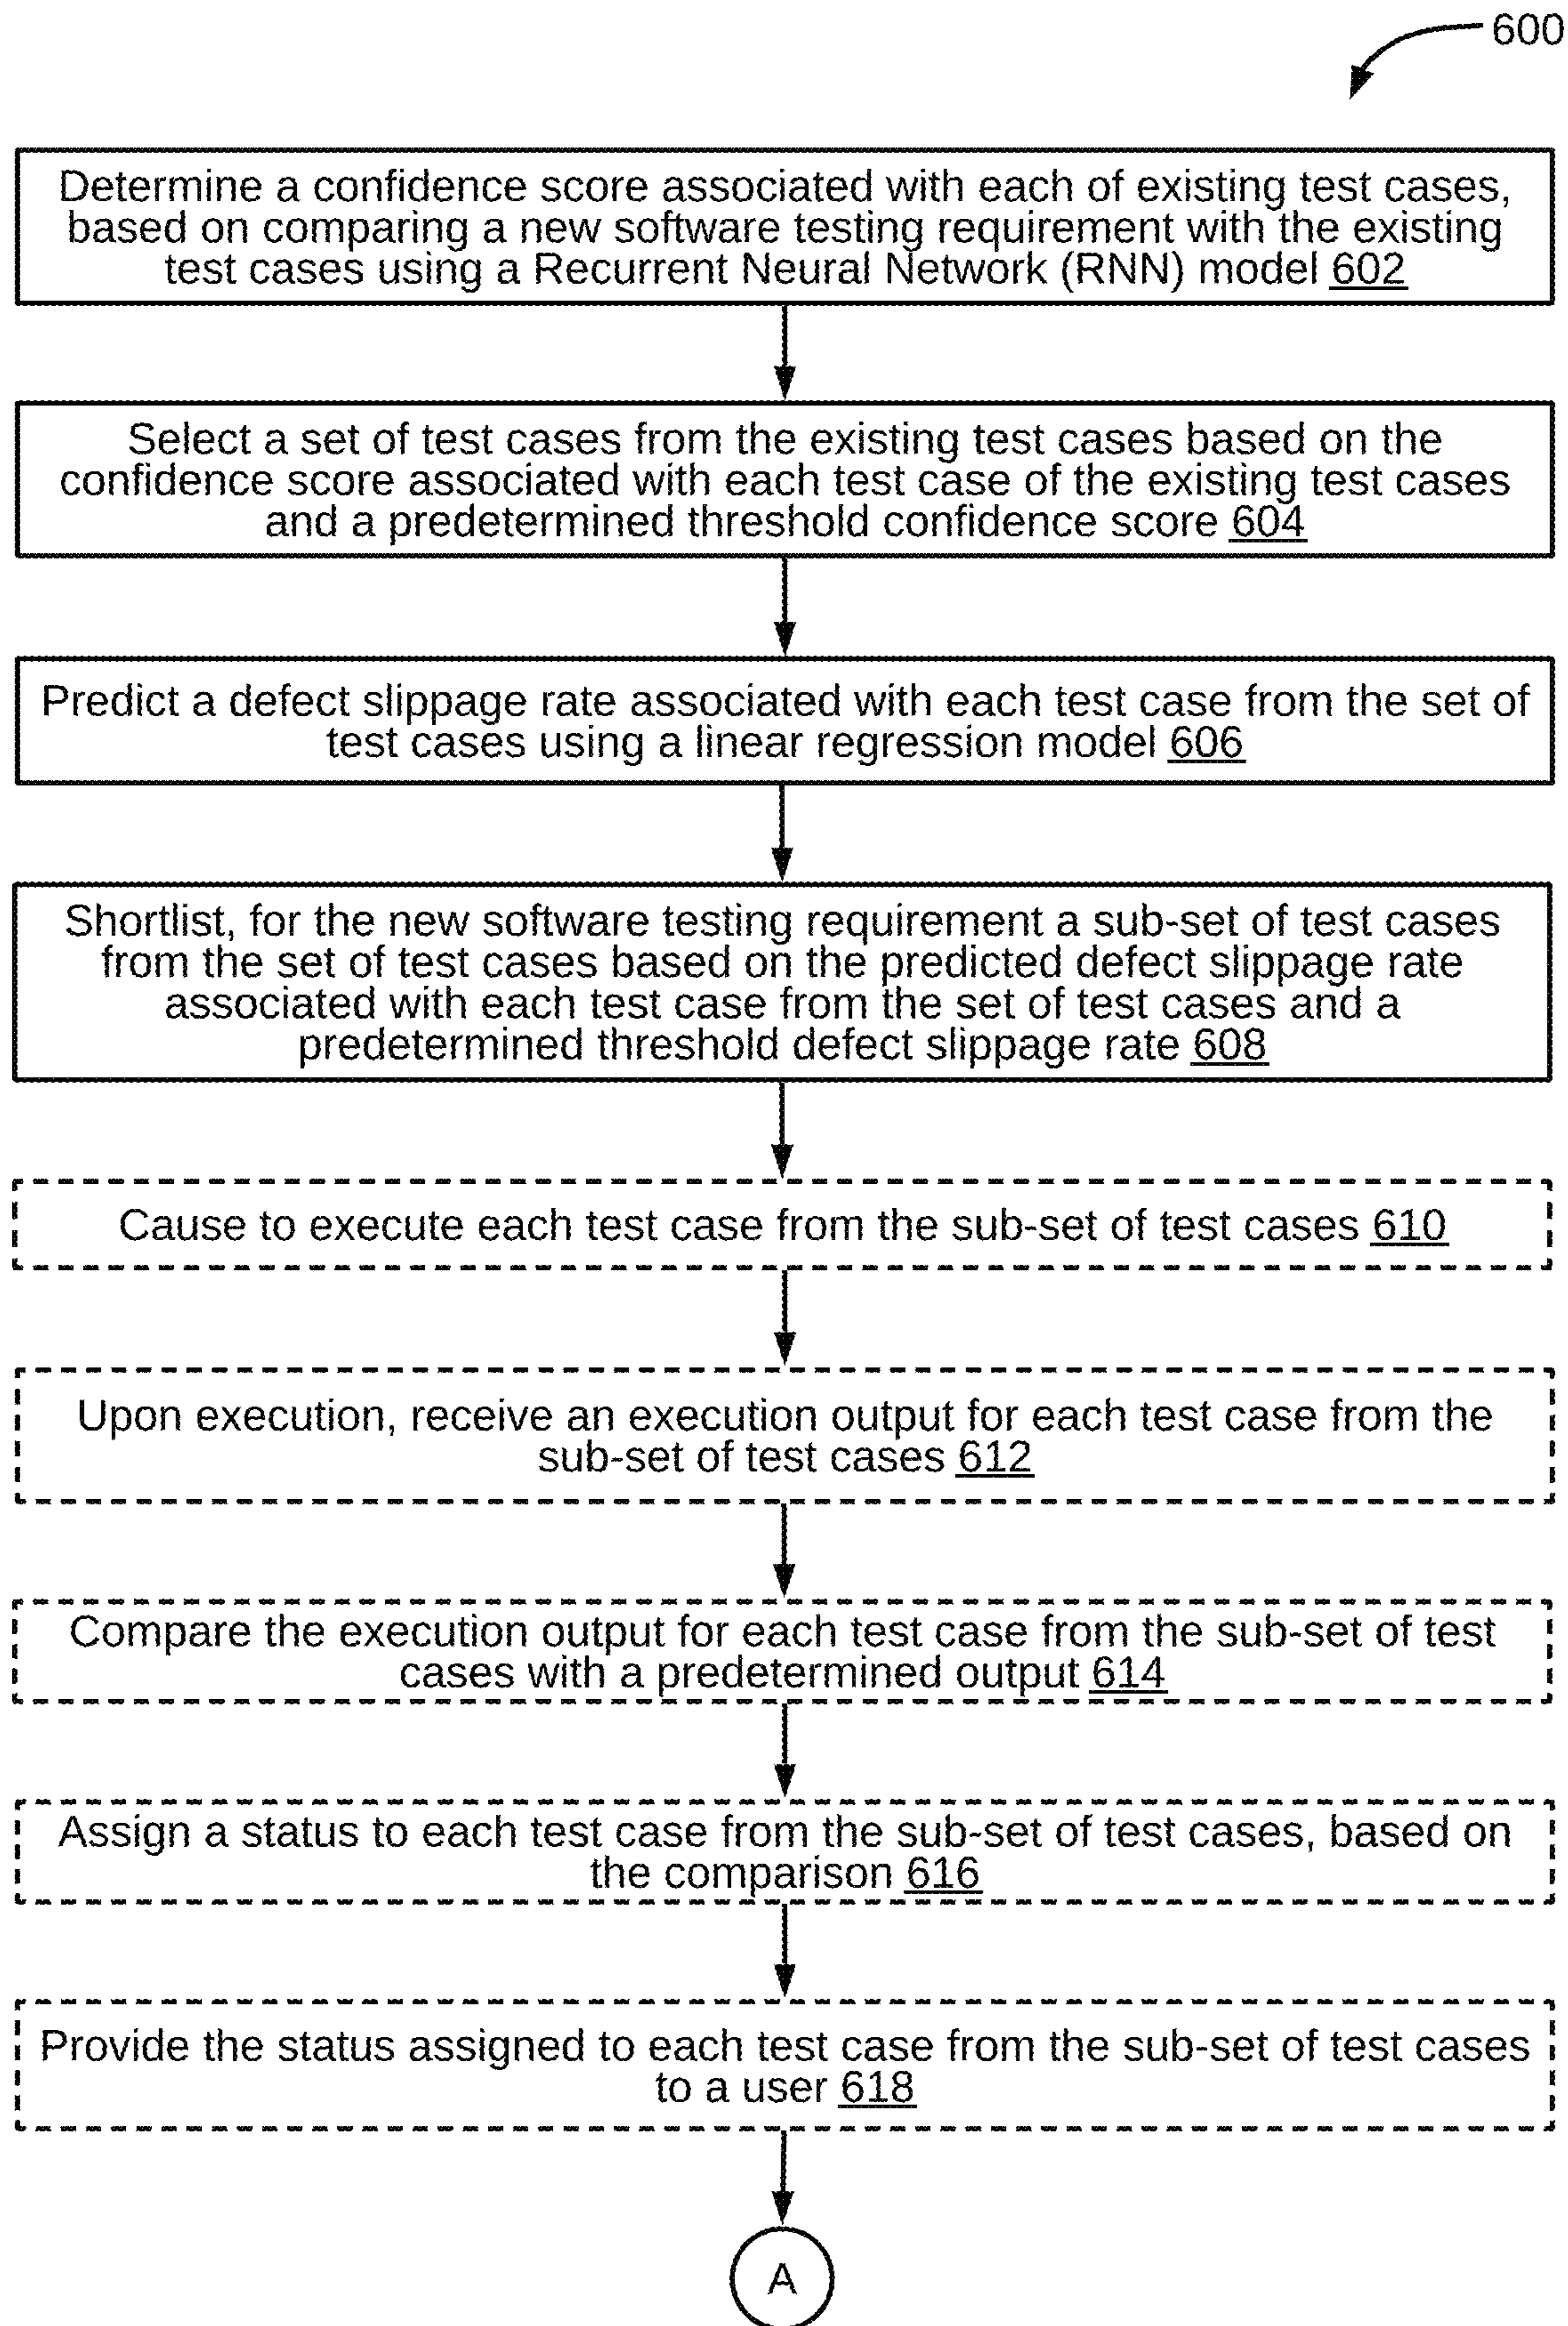 600
Determine a confidence score associated with each of existing test cases,
based on comparing a new software testing requirement with the existing
test cases using a Recurrent Neural Network (RNN) model 602
Select a set of test cases from the existing test cases based on the
confidence score associated with each test case of the existing test cases
and a predetermined threshold confidence score 604
Predict a defect slippage rate associated with each test case from the set of
test cases using a linear regression model 606
Shortlist, for the new software testing requirement a sub-set of test cases
from the set of test cases based on the predicted defect slippage rate
associated with each test case from the set of test cases and a
predetermined threshold defect slippage rate 608
Cause to execute each test case from the sub-set of test cases 610
Upon execution, receive an execution output for each test case from the
sub-set of test cases 612
Compare the execution output for each test case from the sub-set of test
cases with a predetermined output 614
Assign a status to each test case from the sub-set of test cases, based on
the comparison 616
Provide the status assigned to each test case from the sub-set of test cases
to a user 618
A